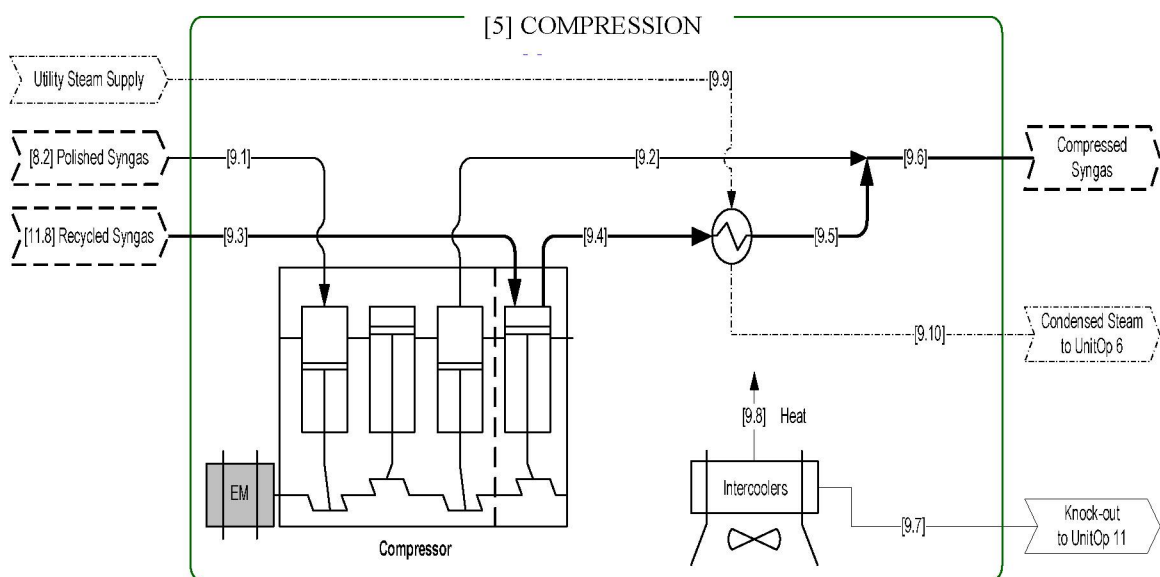 [5] COMPRESSION
Utility Steam Supply
[9.9]
[8.2] Polished Syngas
[9.1]
[9.2]
[9.6]
Compressed
Syngas
[11.8] Recycled Syngas
[9.3]
[9.4]
[9.5]
[9.10]
Condensed Steam
to UnitOp 6
[9.8] Heat
EM
Intercoolers
[9.7]
Knock-out
to UnitOp 11
Compressor